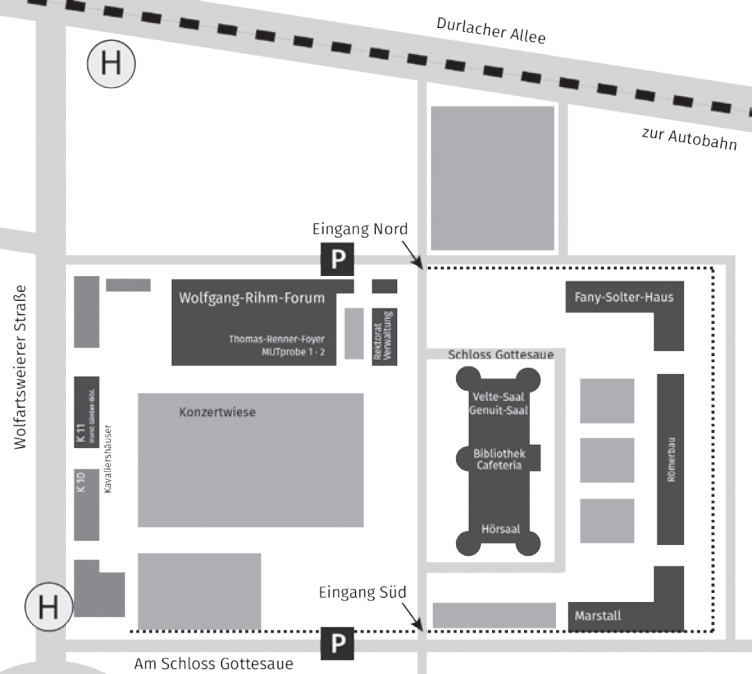 Durlacher Allee
H
zur Autobahn
Eingang Nord
P
Wolfgang-Rihm-Forum
Thomas-Renner-Foyer
MUTprobe 1 - 2
Rektorat
Verwaltung
Fany-Solter-Haus
Wolfartsweierer Straße
Schloss Gottesaue
Velte-Saal
Genuit-Saal
Konzertwiese
K 11
Kavaliershäuser
Bibliothek
Cafeteria
Römerbau
K 10
Hörsaal
Eingang Süd
H
Marstall
P
Am Schloss Gottesaue